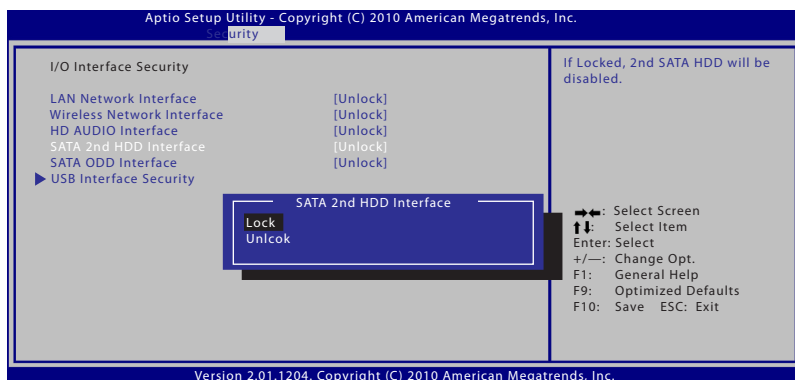 Aptio Setup Utility - Copyright (C) 2010 American Megatrends, Inc.
Security
I/O Interface Security
LAN Network Interface [Unlock]
Wireless Network Interface [Unlock]
HD AUDIO Interface [Unlock]
SATA 2nd HDD Interface [Unlock]
SATA ODD Interface [Unlock]
USB Interface Security
SATA 2nd HDD Interface
Lock
Unlcok
If Locked, 2nd SATA HDD will be
disabled.
→←: Select Screen
↑↓: Select Item
Enter: Select
+/—: Change Opt.
F1: General Help
F9: Optimized Defaults
F10: Save ESC: Exit
Version 2.01.1204. Copyright (C) 2010 American Megatrends, Inc.